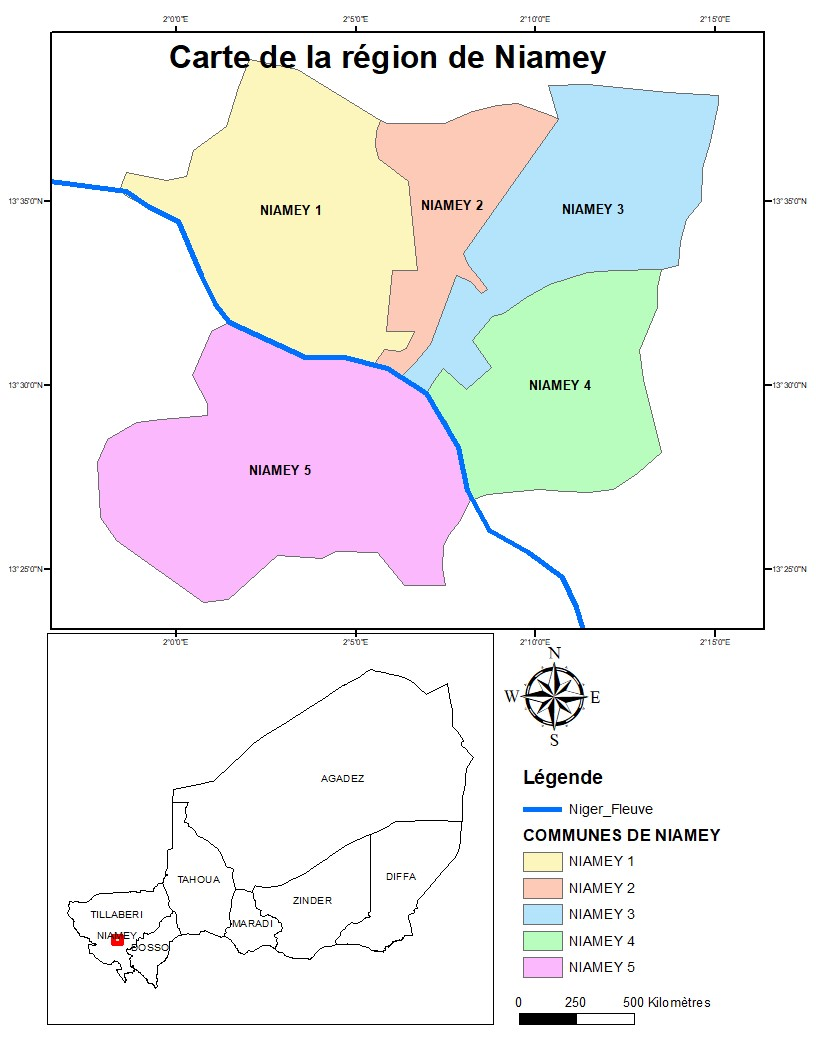 2°0'0"E 2°5'0"E 2°10'0"E 2°15'0"E
Carte de la région de Niamey
13°35'0"N 13°35'0"N
NIAMEY 1
NIAMEY 2
NIAMEY 3
13°30'0"N 13°30'0"N
NIAMEY 4
NIAMEY 5
13°25'0"N 13°25'0"N
2°0'0"E 2°5'0"E 2°10'0"E 2°15'0"E
AGADEZ
TAHOUA
DIFFA
ZINDER
TILLABERI
MARADI
NIAMEY
DOSSO
N
W E
S
Légende
Niger_Fleuve
COMMUNES DE NIAMEY
NIAMEY 1
NIAMEY 2
NIAMEY 3
NIAMEY 4
NIAMEY 5
0 250 500 Kilomètres